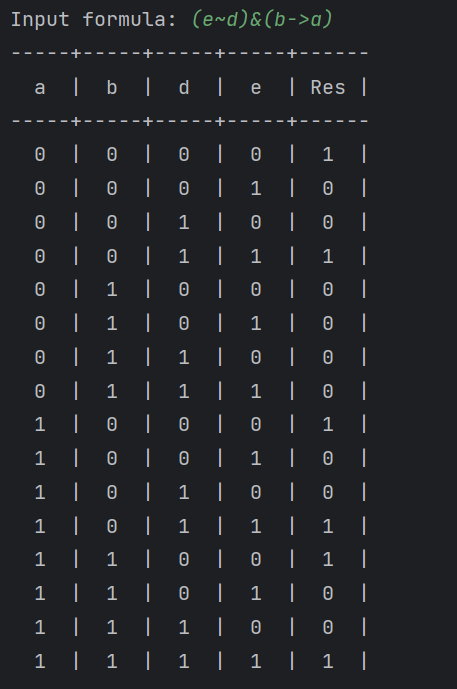 Input formula: (e~d)&(b->a)
-----+-----+-----+-----+------
  a  |  b  |  d  |  e  | Res |
-----+-----+-----+-----+------
  0  |  0  |  0  |  0  |  1  |
  0  |  0  |  0  |  1  |  0  |
  0  |  0  |  1  |  0  |  0  |
  0  |  0  |  1  |  1  |  1  |
  0  |  1  |  0  |  0  |  0  |
  0  |  1  |  0  |  1  |  0  |
  0  |  1  |  1  |  0  |  0  |
  0  |  1  |  1  |  1  |  0  |
  1  |  0  |  0  |  0  |  1  |
  1  |  0  |  0  |  1  |  0  |
  1  |  0  |  1  |  0  |  0  |
  1  |  0  |  1  |  1  |  1  |
  1  |  1  |  0  |  0  |  1  |
  1  |  1  |  0  |  1  |  0  |
  1  |  1  |  1  |  0  |  0  |
  1  |  1  |  1  |  1  |  1  |